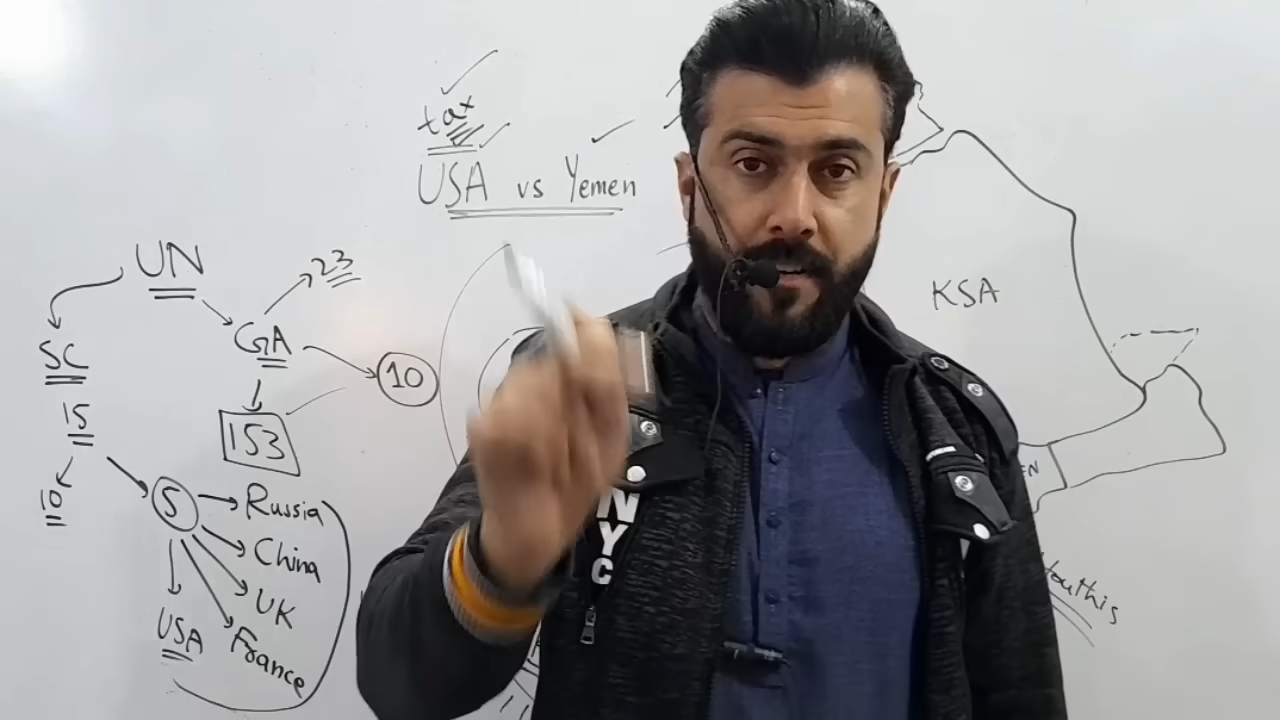 tax
USA vs Yemen
UN
23
SC
GA
10
15
153
10
5
Russia
China
UK
USA
France
KSA
NYC